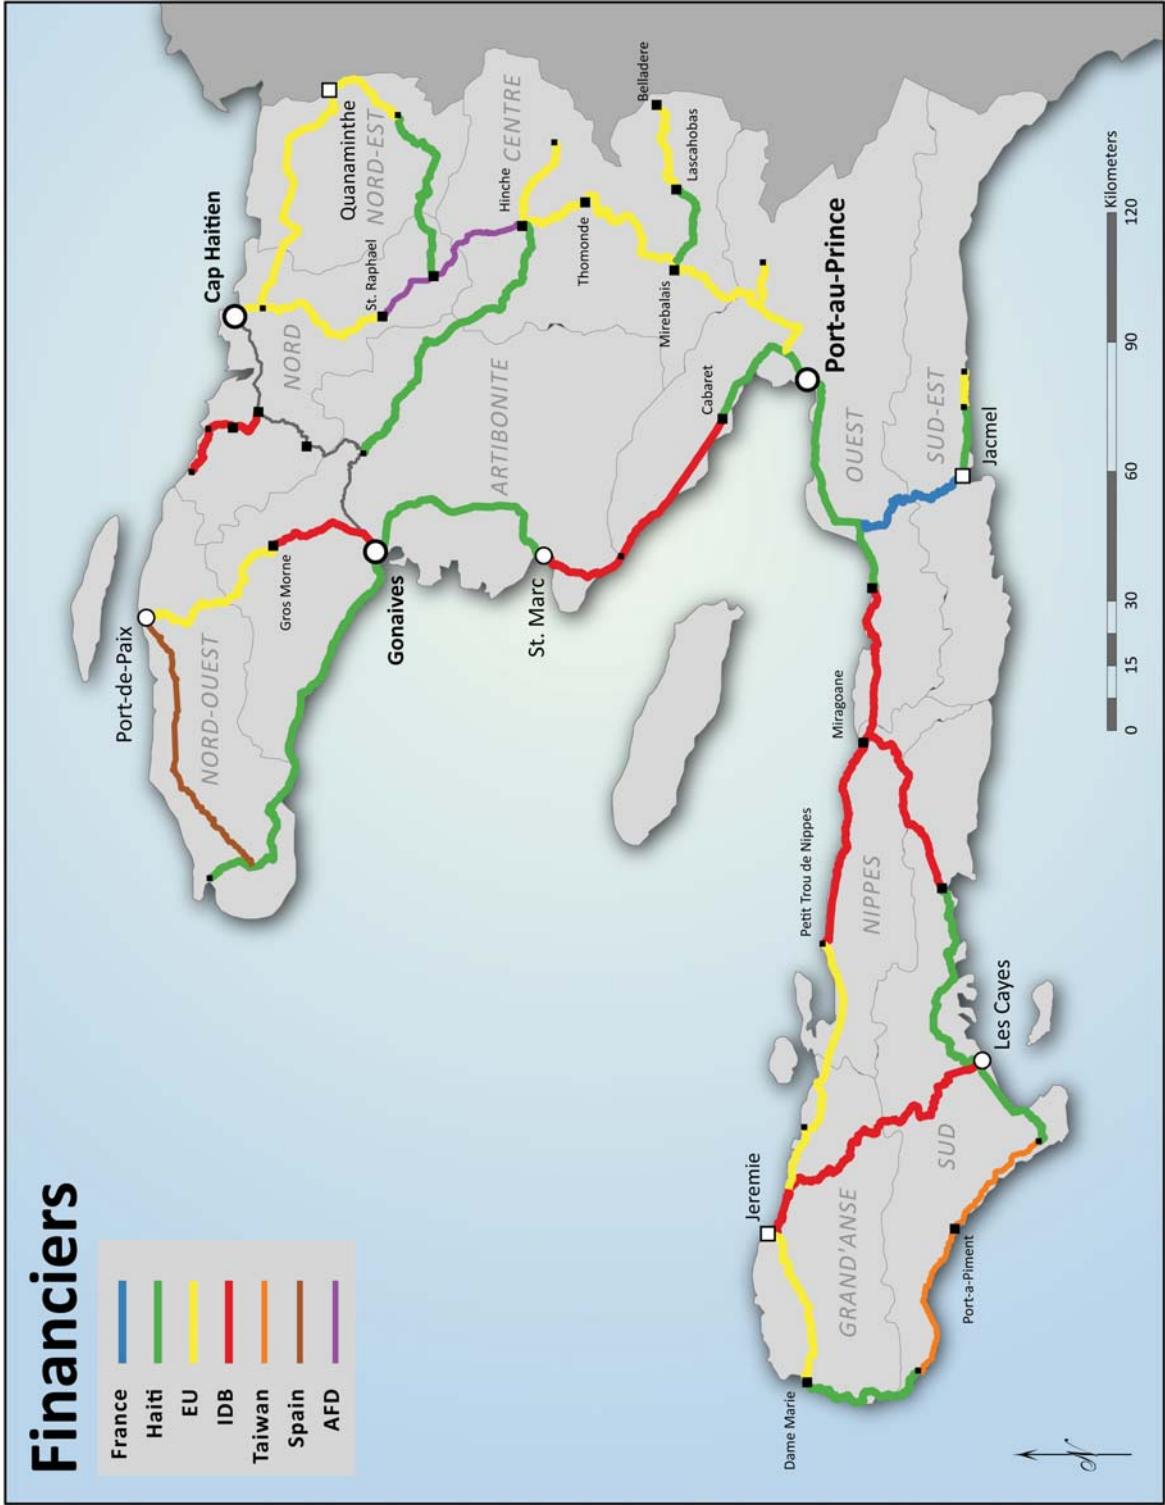 Financiers
France
Haiti
EU
IDB
Taiwan
Spain
AFD
Port-de-Paix
NORD-OUEST
Gros Morne
Gonaives
Cap Haitien
NORD
Quanaminthe
NORD-EST
St. Raphael
Hinche
CENTRE
ARTIBONITE
St. Marc
Thomonde
Belladere
Lascahobas
Mirebalais
Cabaret
Port-au-Prince
OUEST
SUD-EST
Jacmel
Miragoane
Petit Trou de Nippes
NIPPES
Les Cayes
SUD
Jeremie
GRAND'ANSE
Port-a-Piment
Dame Marie
Kilometers
0 15 30 60 90 120
N